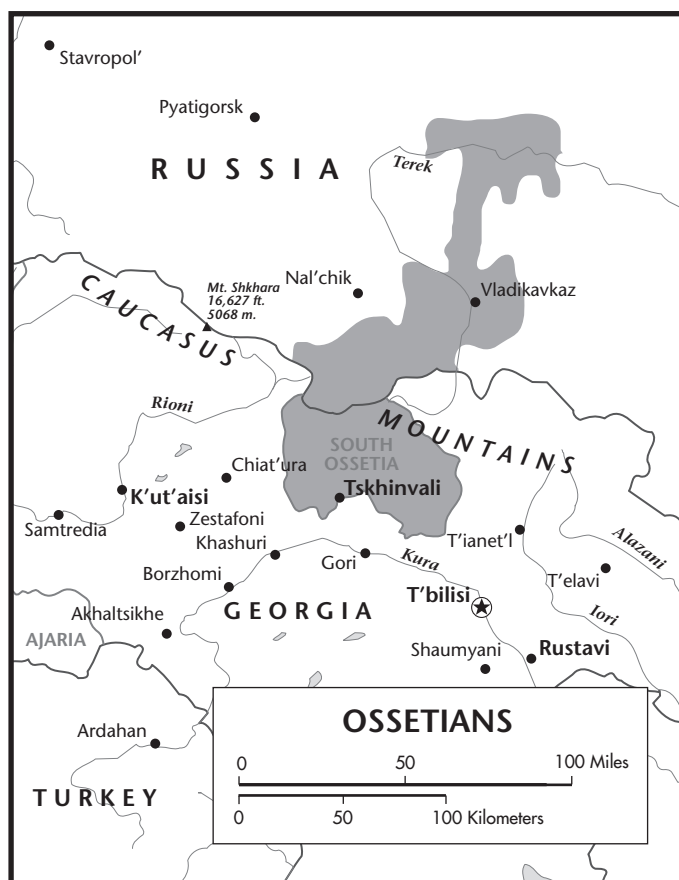 Stavropol'
Pyatigorsk
RUSSIA
Terek
Nal'chik
Mt. Shkhara
16,627 ft.
5068 m.
Vladikavkaz
CAUCASUS
MOUNTAINS
Rioni
SOUTH
OSSETIA
Chiat'ura
Tskhinvali
K'ut'aisi
Samtredia
Zestafoni
Khashuri
Gori
Kura
T'ianet'l
Alazani
Borzhomi
T'elavi
T'bilisi
Iori
GEORGIA
Akhaltsikhe
AJARIA
Shaumyani
Rustavi
Ardahan
TURKEY
OSSETIANS
0 50 100 Miles
0 50 100 Kilometers